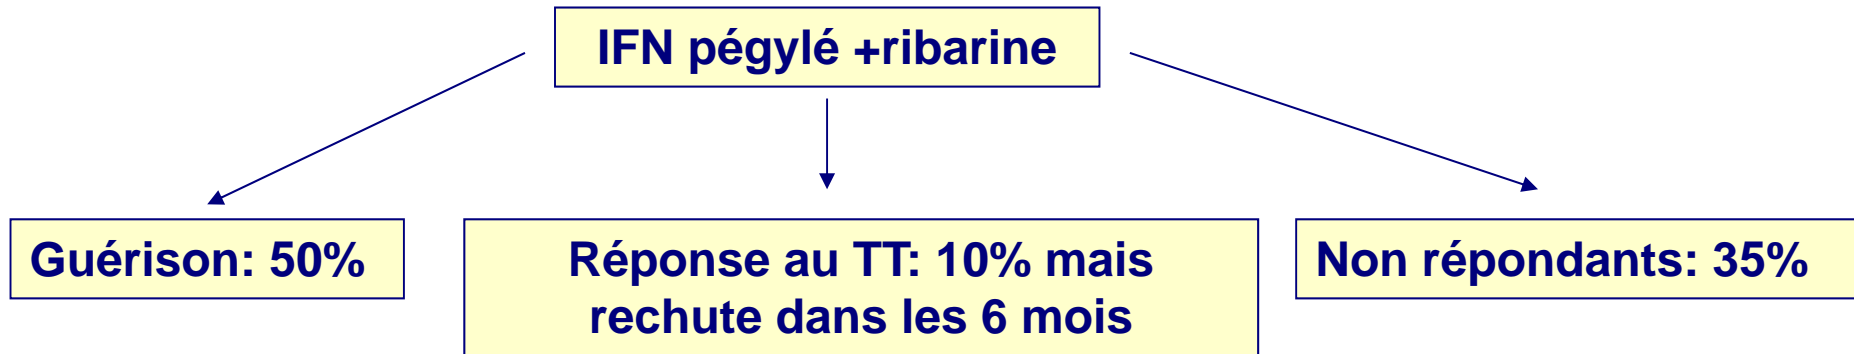 IFN pégylé +ribarine
Guérison: 50%
Réponse au TT: 10% mais
rechute dans les 6 mois
Non répondants: 35%